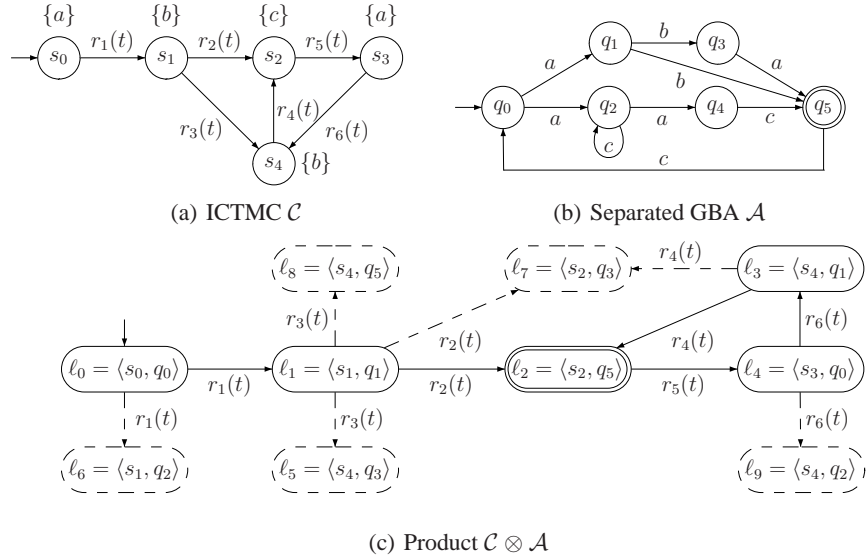 {a} {b} {c} {a}
s₀ r₁(t) s₁ r₂(t) s₂ r₅(t) s₃
r₃(t) r₄(t) r₆(t)
s₄ {b}
(a) ICTMC 𝒞
q₁ b q₃
a b a
q₀ a q₂ a q₄ c q₅
c
c
(b) Separated GBA 𝒜
ℓ₈ = ⟨s₄, q₅⟩ ℓ₇ = ⟨s₂, q₃⟩ r₄(t) ℓ₃ = ⟨s₄, q₁⟩
r₃(t) r₂(t) r₄(t) r₆(t)
ℓ₀ = ⟨s₀, q₀⟩ r₁(t) ℓ₁ = ⟨s₁, q₁⟩ r₂(t) ℓ₂ = ⟨s₂, q₅⟩ r₅(t) ℓ₄ = ⟨s₃, q₀⟩
r₁(t) r₃(t) r₆(t)
ℓ₆ = ⟨s₁, q₂⟩ ℓ₅ = ⟨s₄, q₃⟩ ℓ₉ = ⟨s₄, q₂⟩
(c) Product 𝒞 ⊗ 𝒜